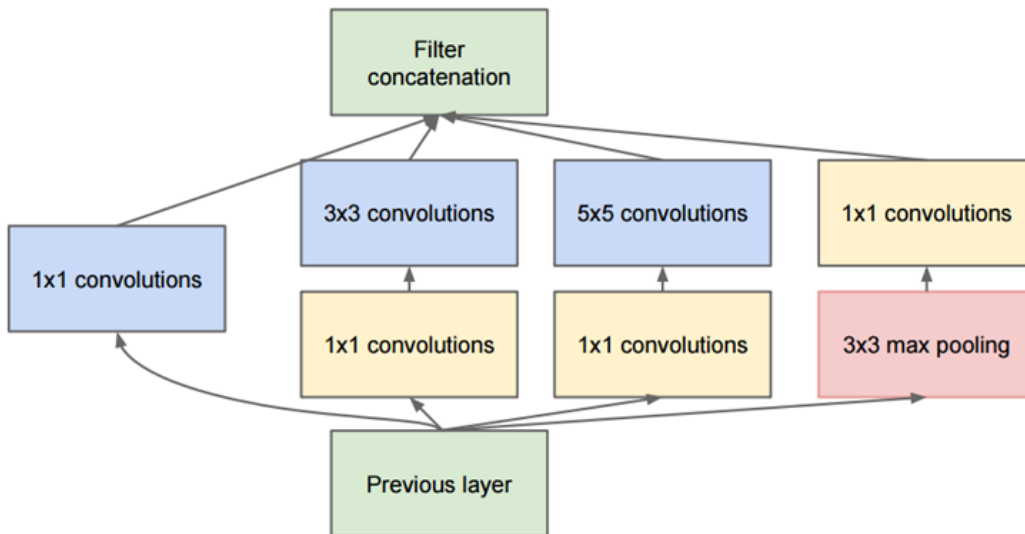 Filter
concatenation
3x3 convolutions
5x5 convolutions
1x1 convolutions
1x1 convolutions
1x1 convolutions
1x1 convolutions
3x3 max pooling
Previous layer